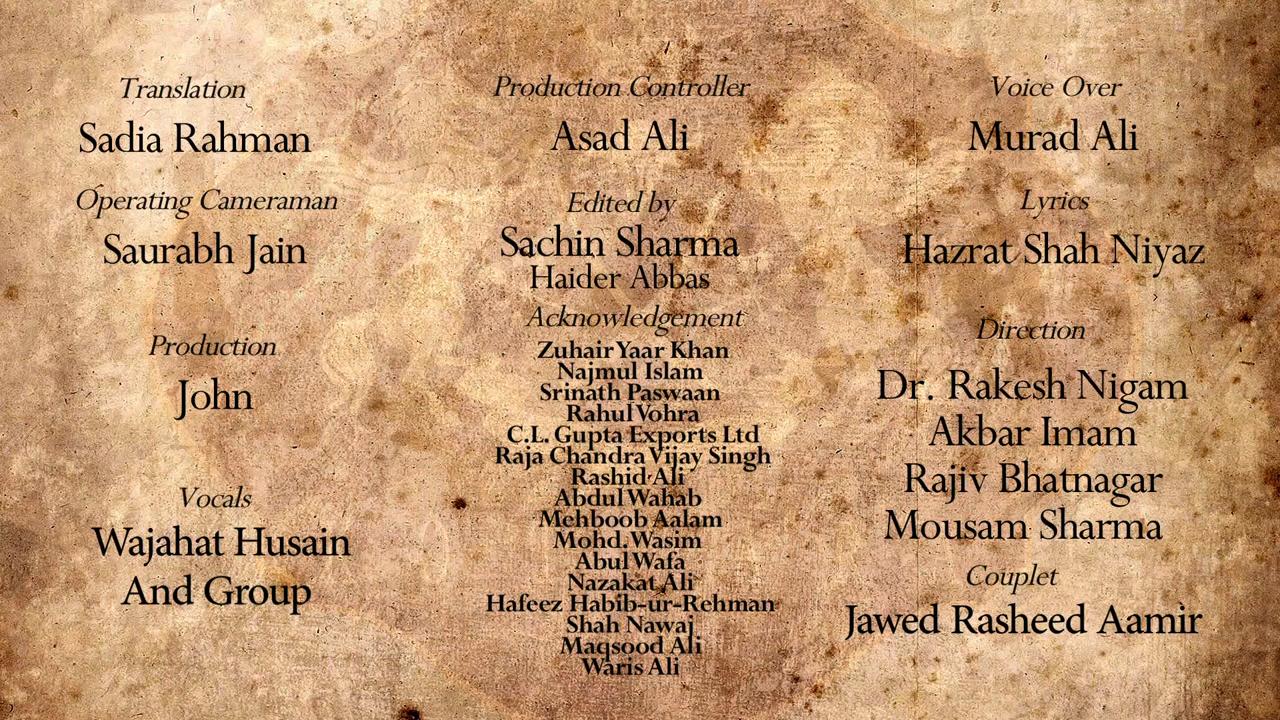 Translation
Sadia Rahman
Operating Cameraman
Saurabh Jain
Production
John
Vocals
Wajahat Husain
And Group
Production Controller
Asad Ali
Edited by
Sachin Sharma
Haider Abbas
Acknowledgement
Zuhair Yaar Khan
Najmul Islam
Srinath Paswaan
Rahul Vohra
C.L. Gupta Exports Ltd
Raja Chandra Vijay Singh
Rashid Ali
Abdul Wahab
Mehboob Aalam
Mohd. Wasim
Abul Wafa
Nazakat Ali
Hafeez Habib-ur-Rehman
Shah Nawaj
Maqsood Ali
Waris Ali
Voice Over
Murad Ali
Lyrics
Hazrat Shah Niyaz
Direction
Dr. Rakesh Nigam
Akbar Imam
Rajiv Bhatnagar
Mousam Sharma
Couplet
Jawed Rasheed Aamir